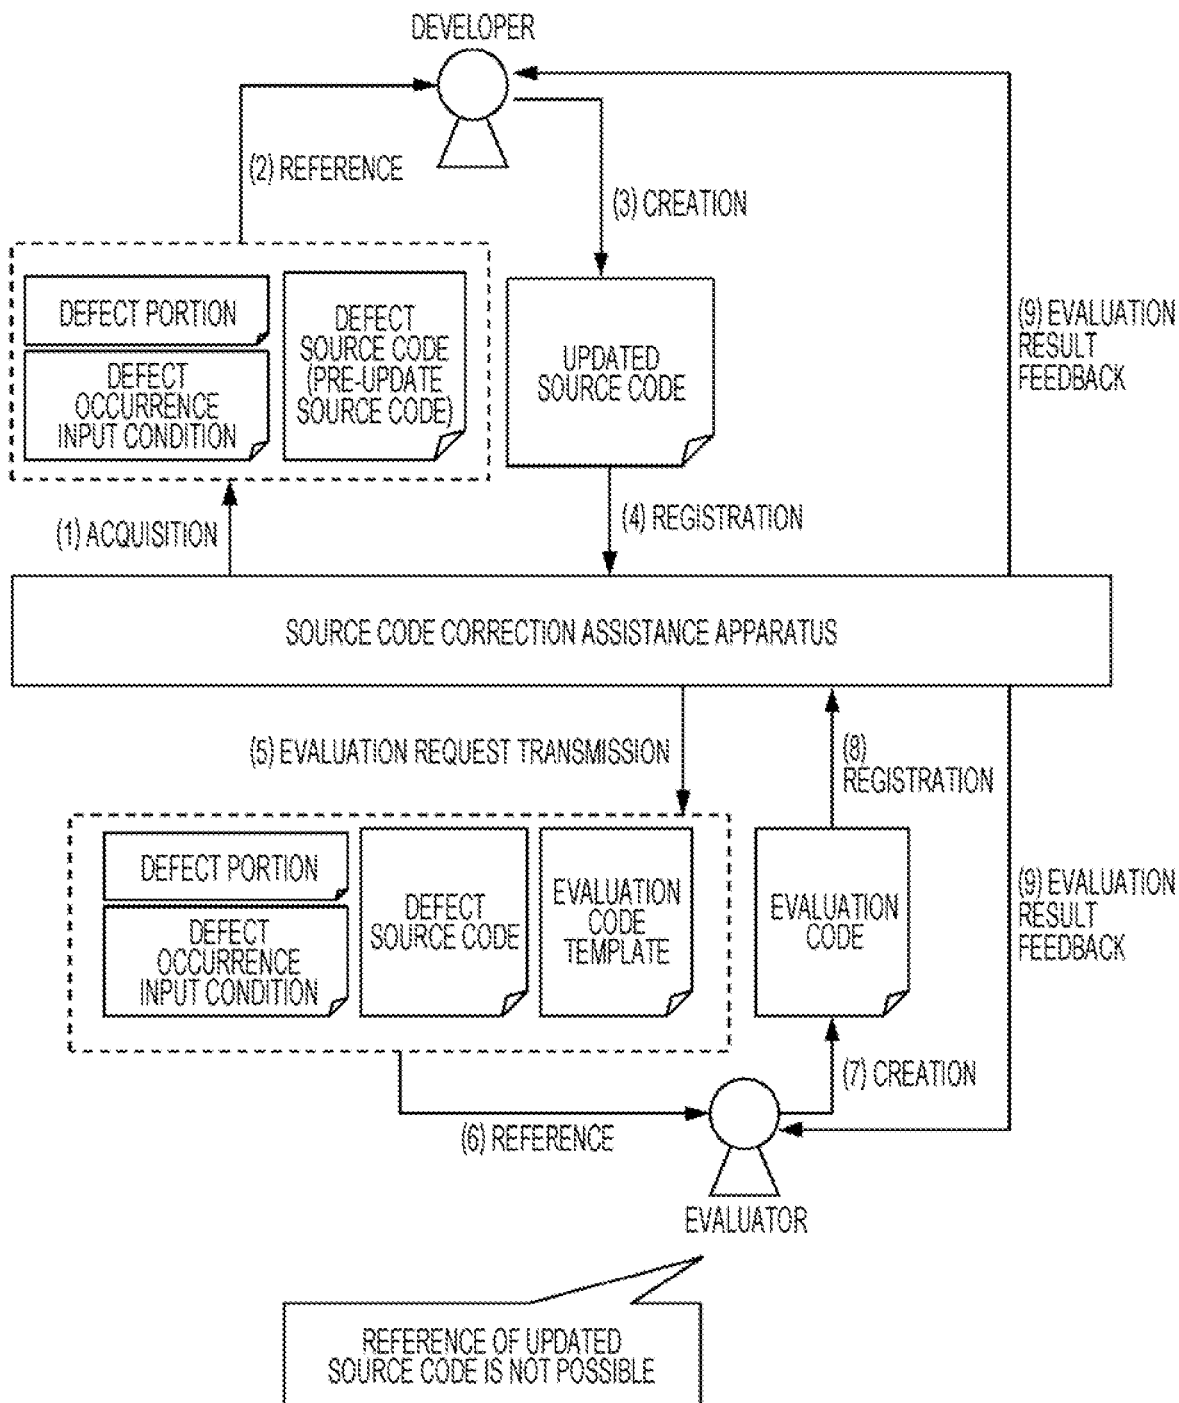 DEVELOPER
(2) REFERENCE
(3) CREATION
DEFECT PORTION
DEFECT
OCCURRENCE
INPUT CONDITION
DEFECT
SOURCE CODE
(PRE-UPDATE
SOURCE CODE)
UPDATED
SOURCE CODE
(9) EVALUATION
RESULT
FEEDBACK
(1) ACQUISITION
(4) REGISTRATION
SOURCE CODE CORRECTION ASSISTANCE APPARATUS
(5) EVALUATION REQUEST TRANSMISSION
(8)
REGISTRATION
DEFECT PORTION
DEFECT
OCCURRENCE
INPUT CONDITION
DEFECT
SOURCE CODE
EVALUATION
CODE
TEMPLATE
EVALUATION
CODE
(9) EVALUATION
RESULT
FEEDBACK
(7) CREATION
(6) REFERENCE
EVALUATOR
REFERENCE OF UPDATED
SOURCE CODE IS NOT POSSIBLE